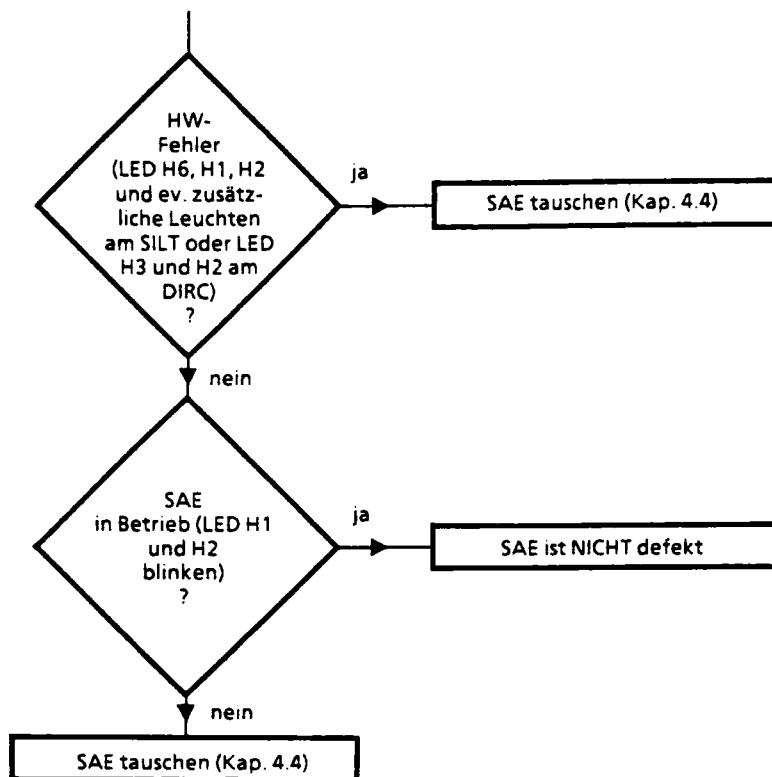 HW-
Fehler
(LED H6, H1, H2
und ev. zusätz-
liche Leuchten
am SILT oder LED
H3 und H2 am
DIRC)
?
ja
SAE tauschen (Kap. 4.4)
nein
SAE
in Betrieb (LED H1
und H2
blinken)
?
ja
SAE ist NICHT defekt
nein
SAE tauschen (Kap. 4.4)